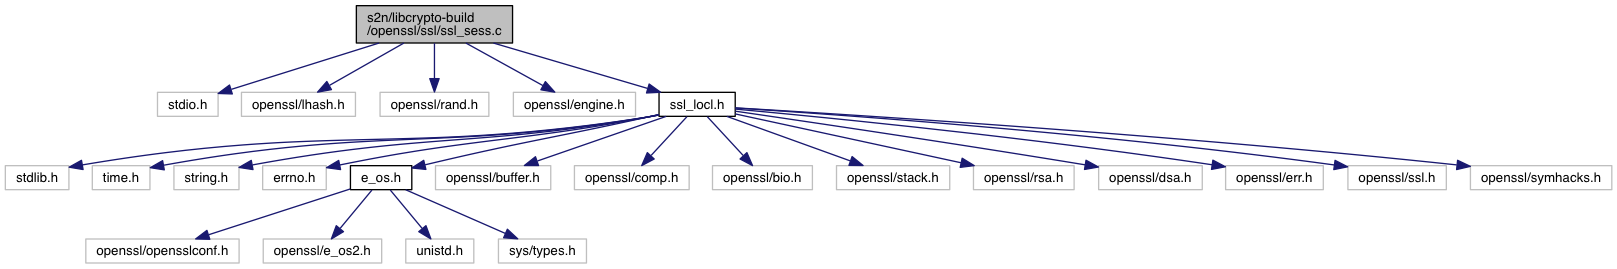 s2n/libcrypto-build
/openssl/ssl/ssl_sess.c
stdio.h
openssl/lhash.h
openssl/rand.h
openssl/engine.h
ssl_locl.h
stdlib.h
time.h
string.h
errno.h
e_os.h
openssl/buffer.h
openssl/comp.h
openssl/bio.h
openssl/stack.h
openssl/rsa.h
openssl/dsa.h
openssl/err.h
openssl/ssl.h
openssl/symhacks.h
openssl/opensslconf.h
openssl/e_os2.h
unistd.h
sys/types.h